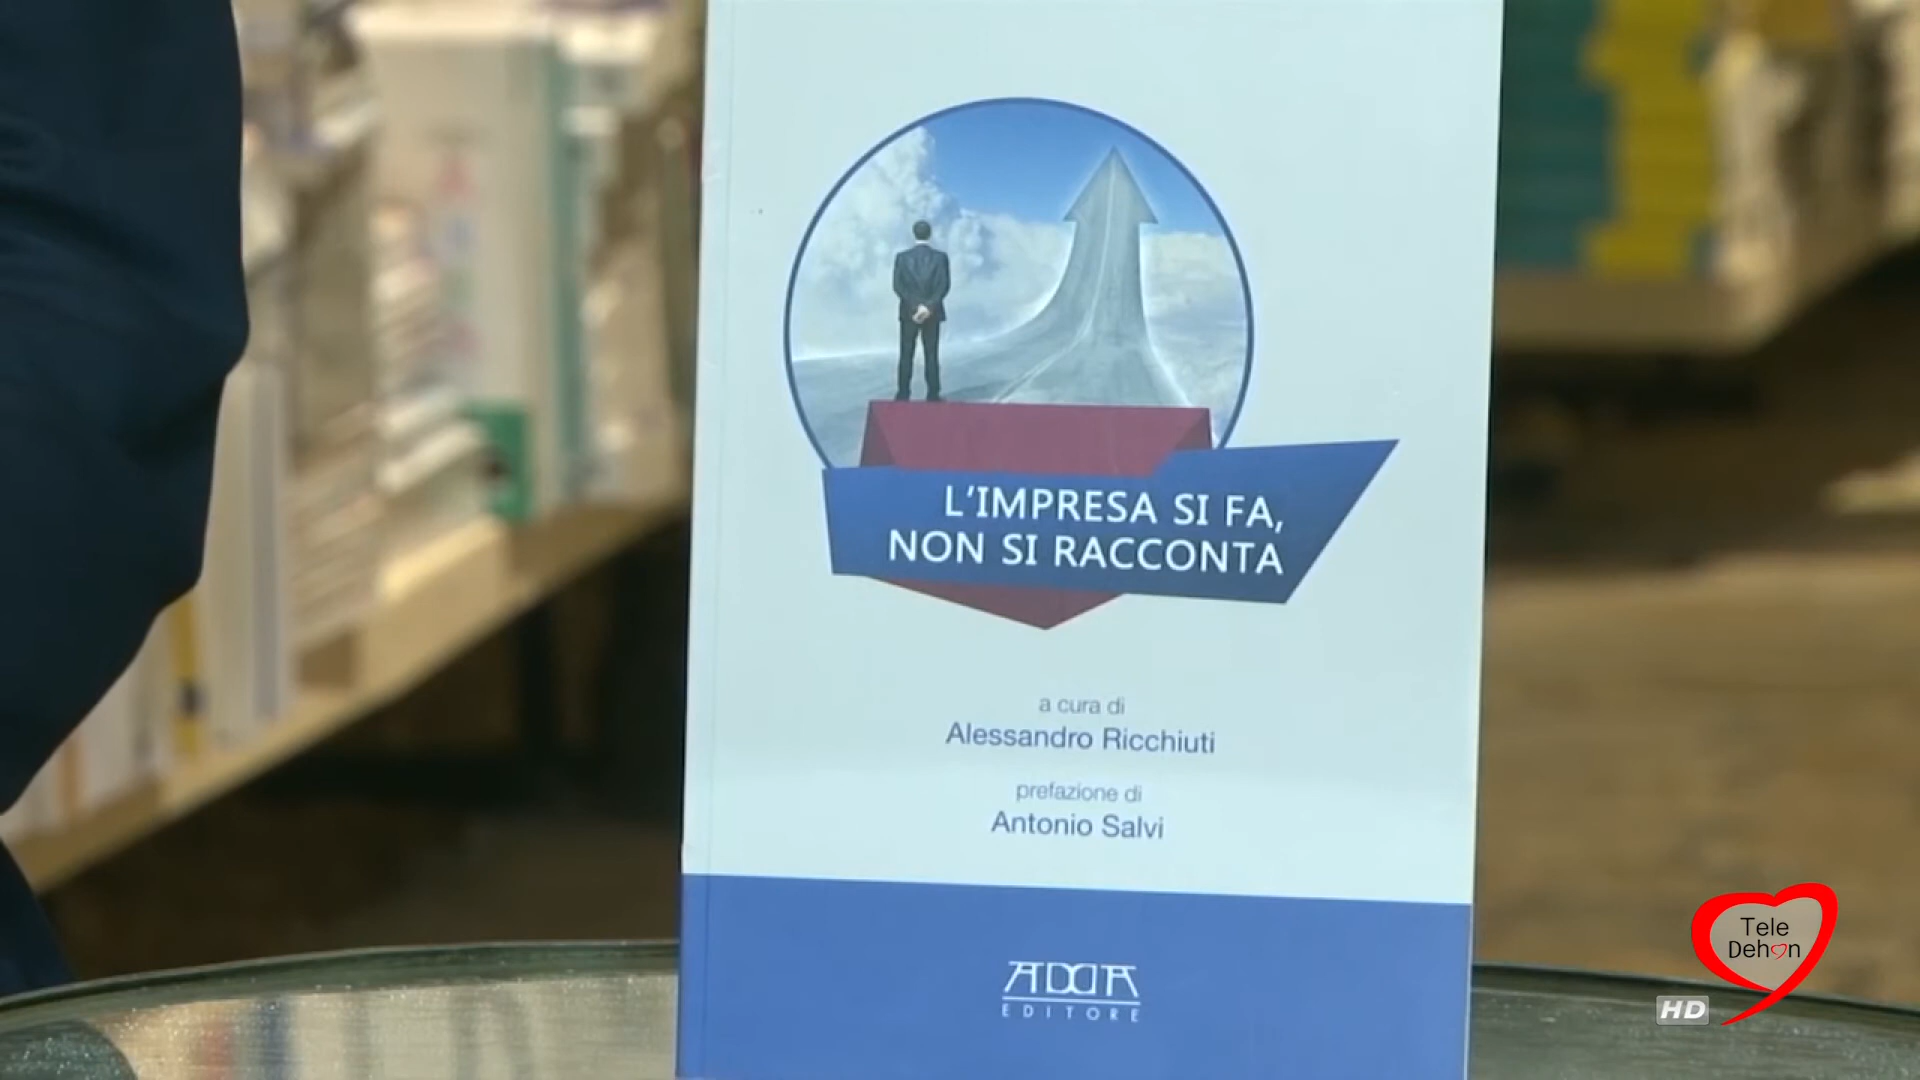 L'IMPRESA SI FA,
NON SI RACCONTA
a cura di
Alessandro Ricchiuti
prefazione di
Antonio Salvi
ADDA
EDITORE
Tele
Dehon
HD